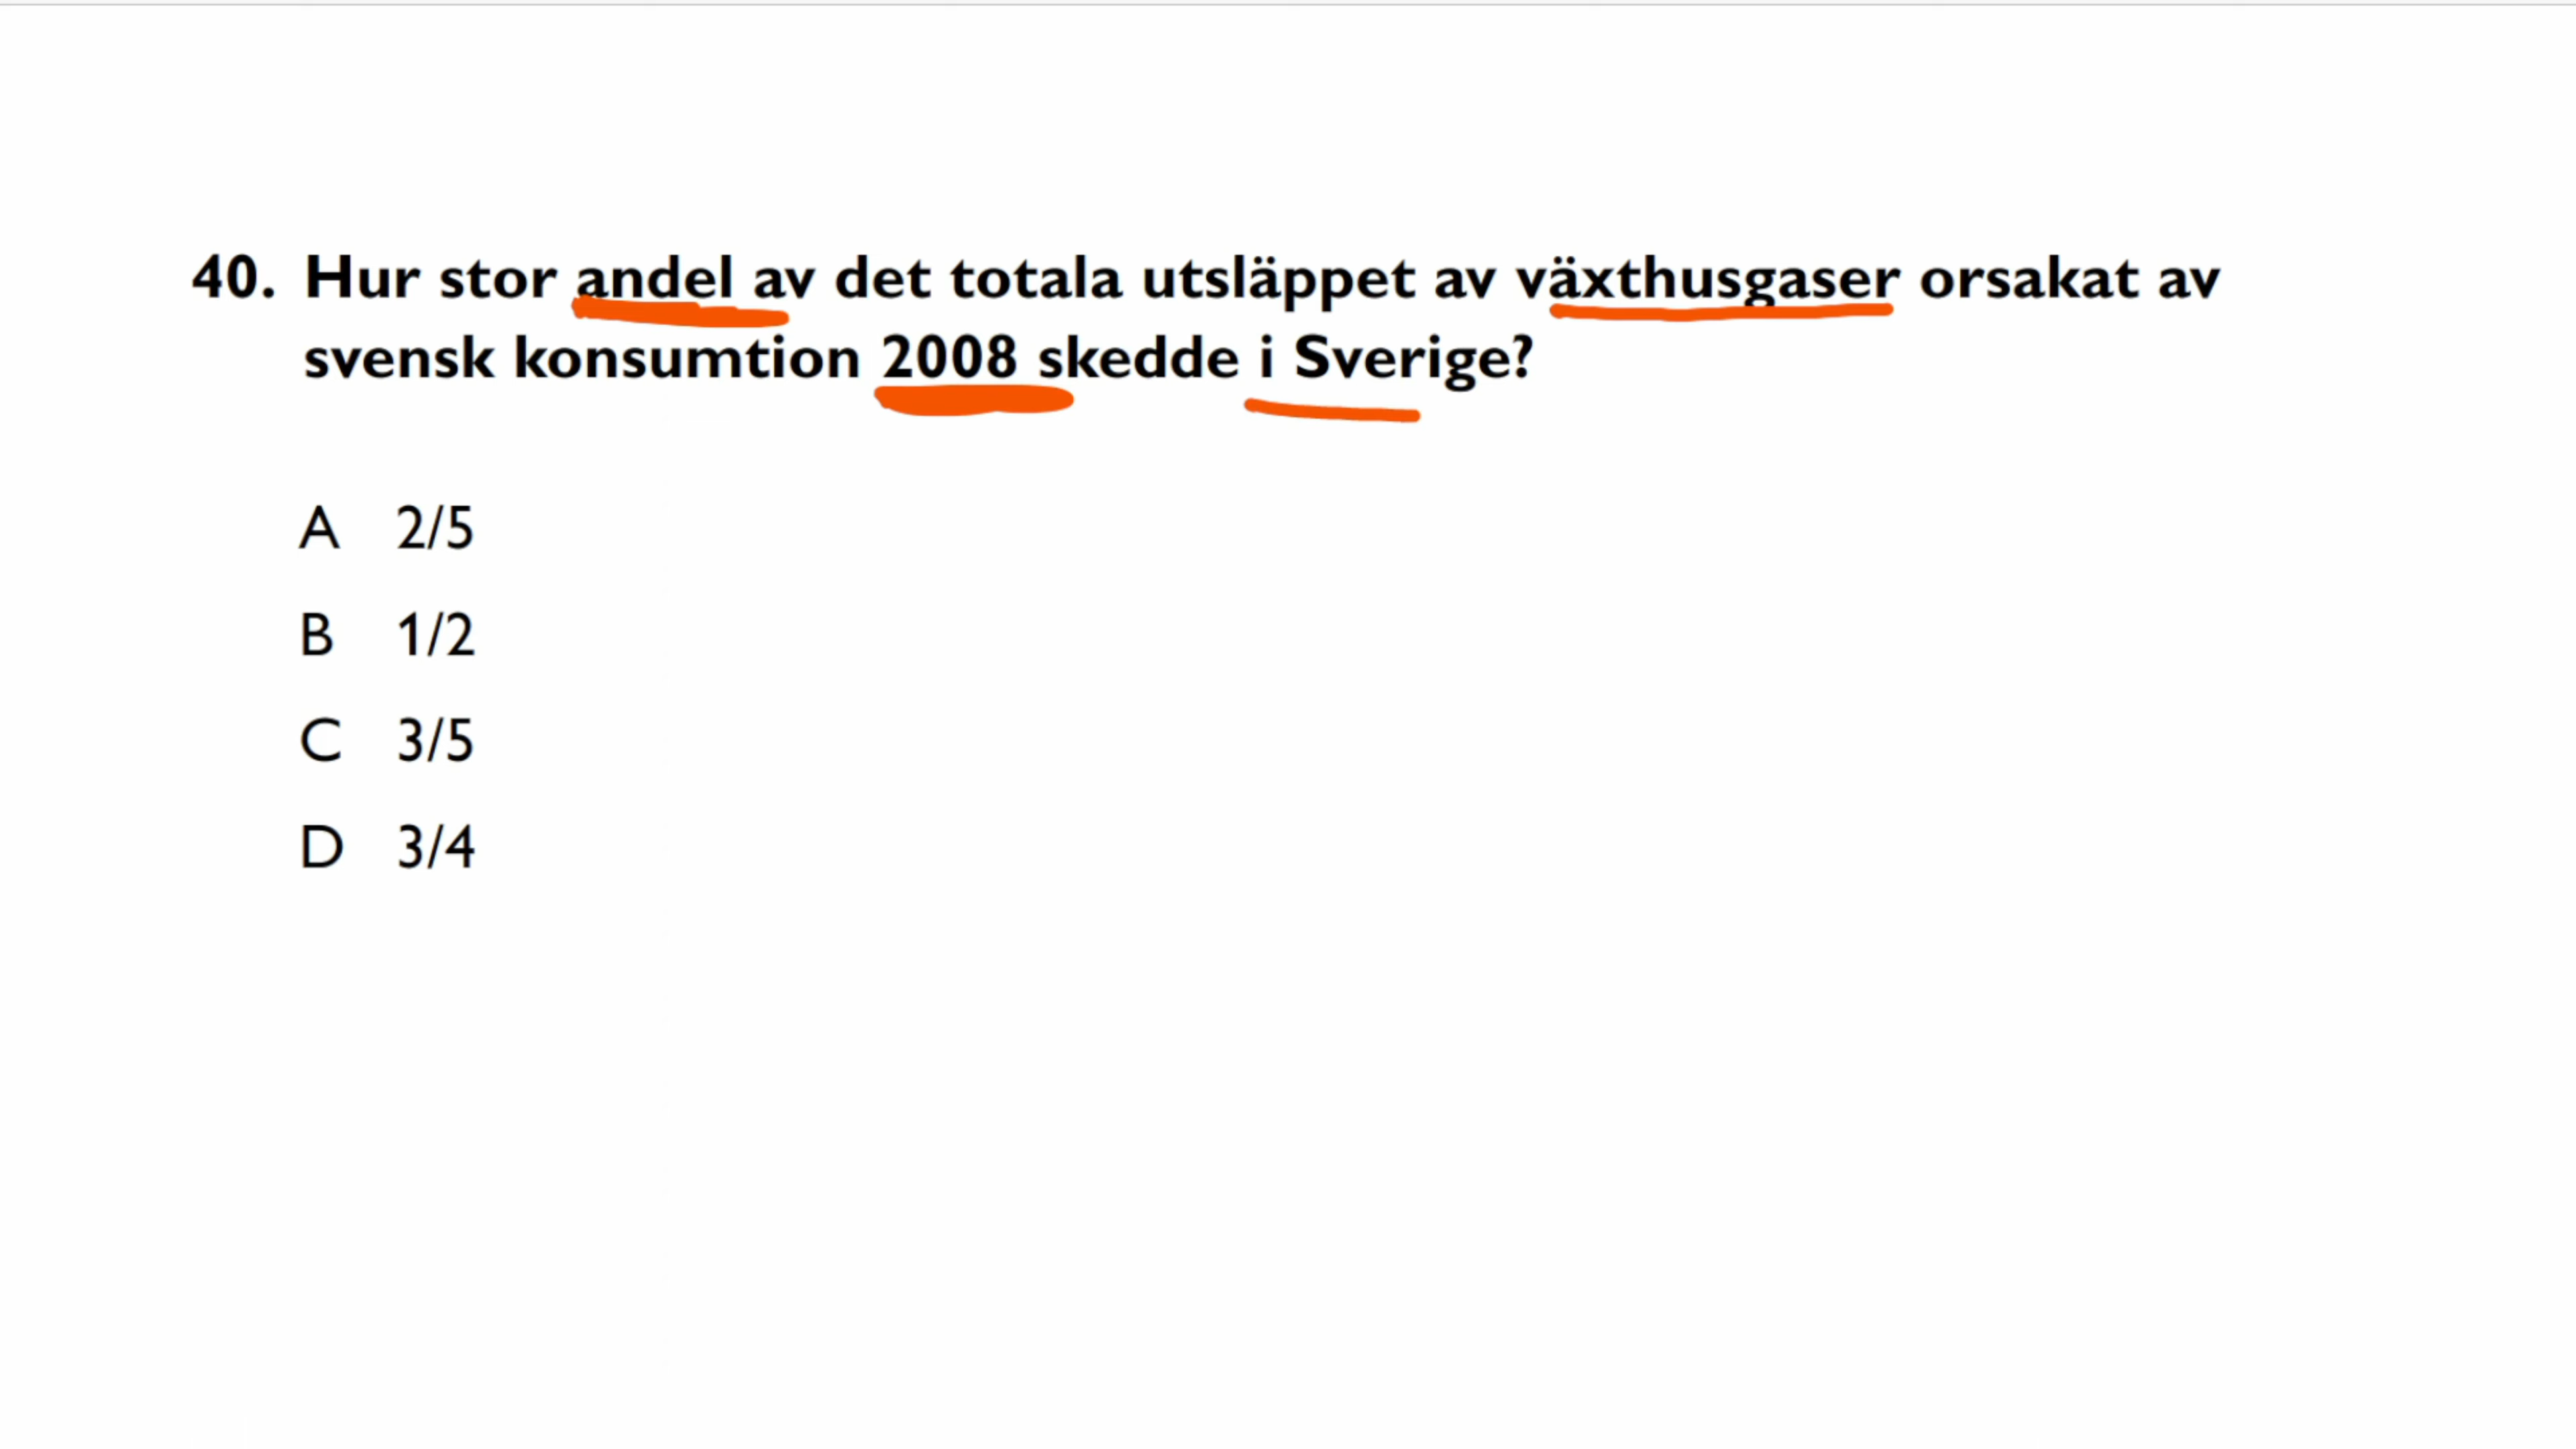 40. Hur stor andel av det totala utsläppet av växthusgaser orsakat av
svensk konsumtion 2008 skedde i Sverige?
A 2/5
B 1/2
C 3/5
D 3/4